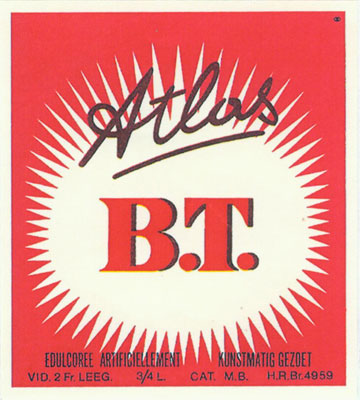 Atlas
B.T.
EDULCOREE ARTIFICIELLEMENT KUNSTMATIG GEZOET
VID. 2 Fr. LEEG. 3/4 L. CAT. M.B. H.R.Br. 4959